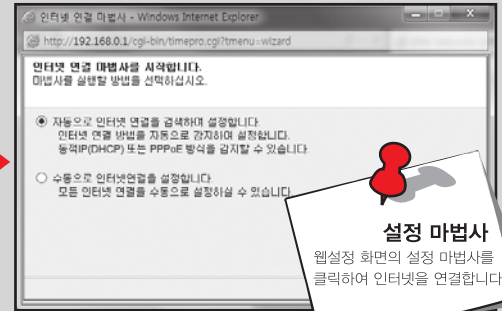 인터넷 연결 마법사 - Windows Internet Explorer
http://192.168.0.1/cgi-bin/timepro.cgi?tmenu=wizard
인터넷 연결 마법사를 시작합니다.
마법사를 실행할 방법을 선택하십시오.
자동으로 인터넷 연결을 검색하며 설정합니다.
인터넷 연결 방법을 자동으로 감지하며 설정합니다.
동적IP(DHCP) 또는 PPPoE 방식을 감지할 수 있습니다.
수동으로 인터넷연결을 설정합니다.
모든 인터넷 연결을 수동으로 설정하실 수 있습니다.
설정 마법사
웹설정 화면의 설정 마법사를
클릭하여 인터넷을 연결합니다